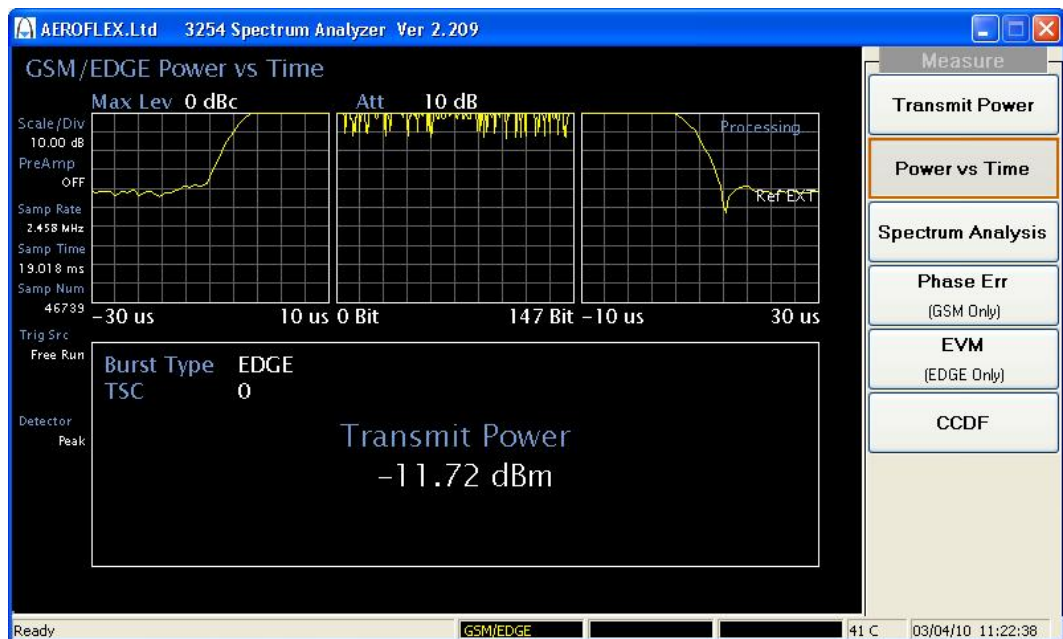 AEROFLEX.Ltd 3254 Spectrum Analyzer Ver 2.209
GSM/EDGE Power vs Time
Max Lev 0 dBc Att 10 dB
Scale/Div
10.00 dB
PreAmp
OFF
Samp Rate
2.458 MHz
Samp Time
19.018 ms
Samp Num
46739
Trig Src
Free Run
Detector
Peak
Processing
Ref EXT
-30 us 10 us 0 Bit 147 Bit -10 us 30 us
Burst Type EDGE
TSC 0
Transmit Power
-11.72 dBm
Measure
Transmit Power
Power vs Time
Spectrum Analysis
Phase Err
(GSM Only)
EVM
(EDGE Only)
CCDF
Ready GSM/EDGE 41 C 03/04/10 11:22:38